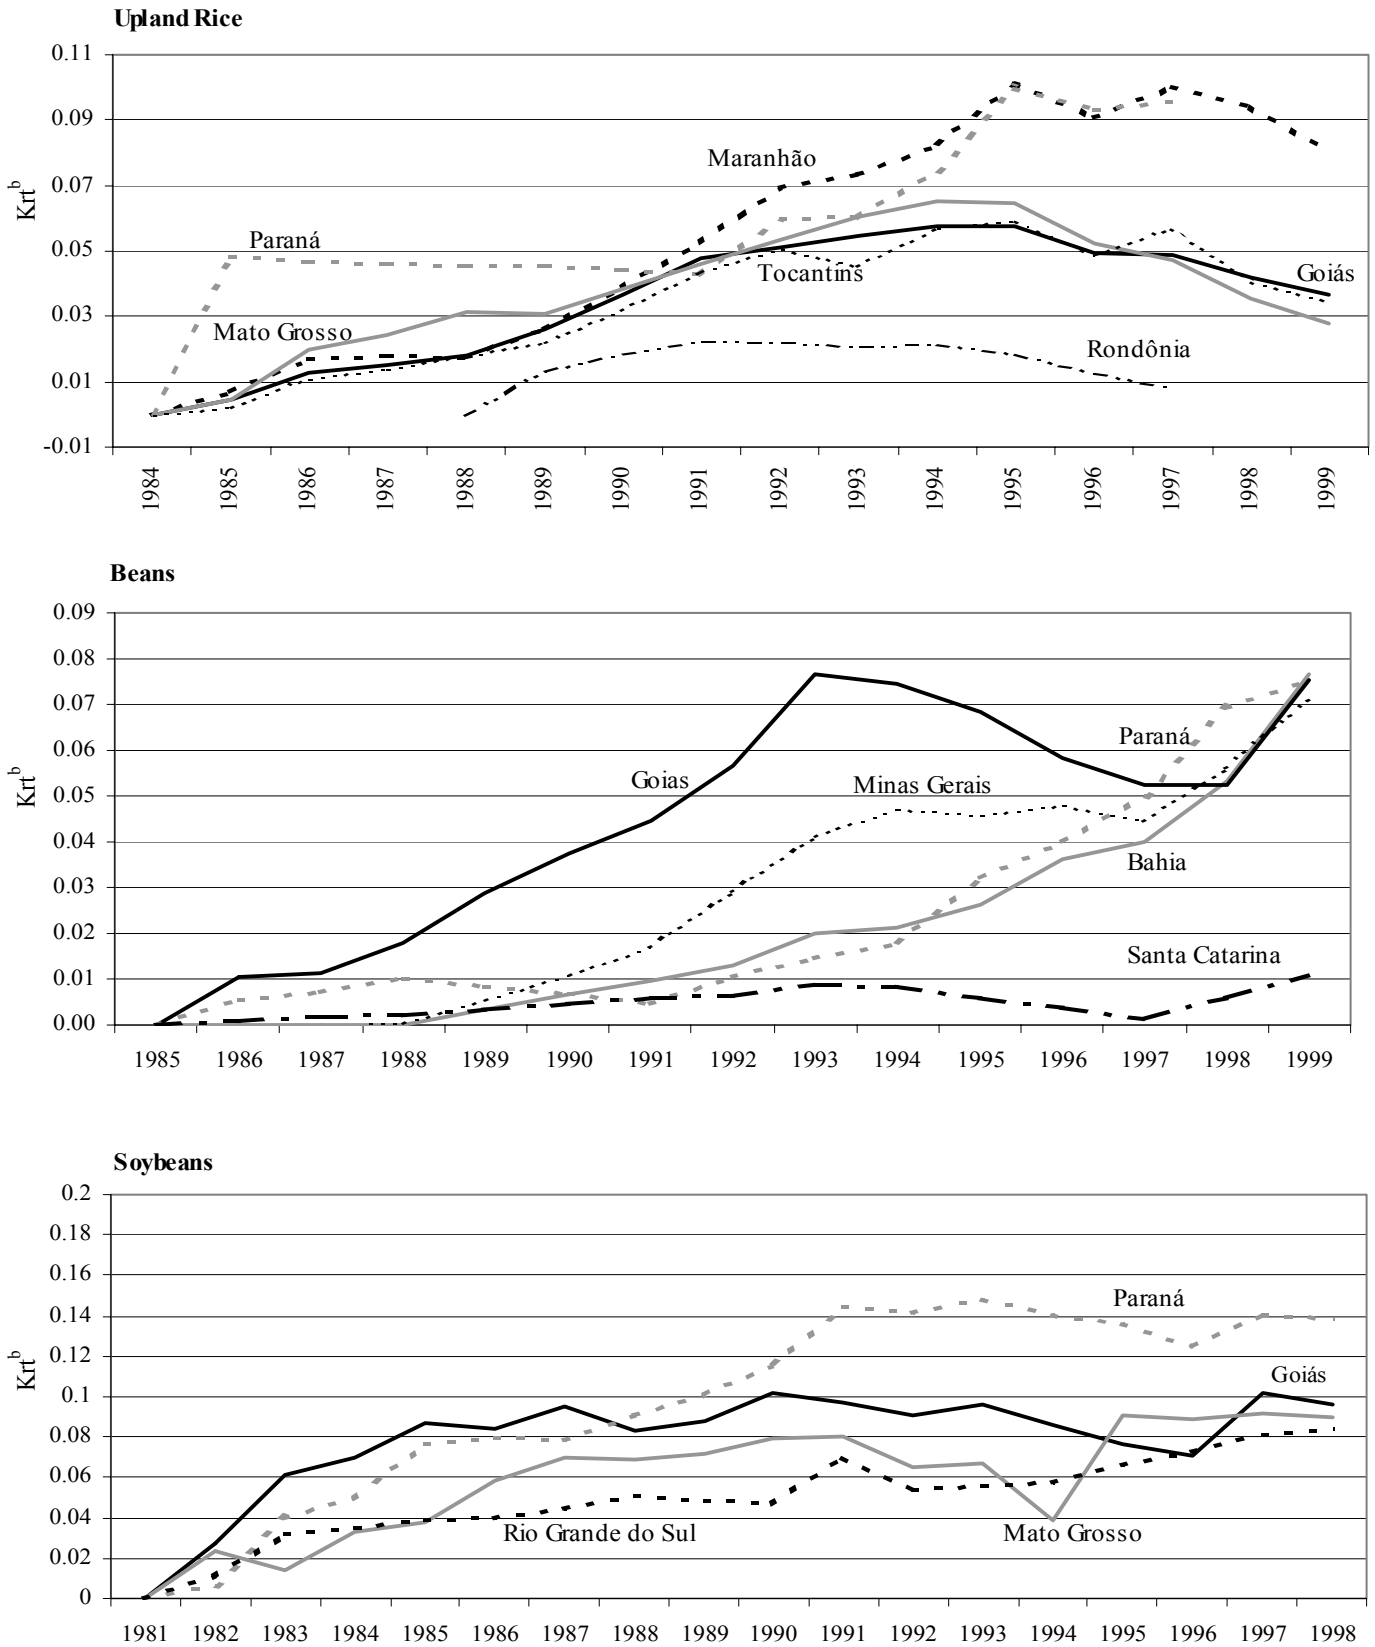 Upland Rice
0.11
0.09
0.07
0.05
0.03
0.01
-0.01
Krt^b
Maranhão
Paraná
Tocantins
Goiás
Mato Grosso
Rondônia
1984 1985 1986 1987 1988 1989 1990 1991 1992 1993 1994 1995 1996 1997 1998 1999
Beans
0.09
0.08
0.07
0.06
0.05
0.04
0.03
0.02
0.01
0.00
Krt^b
Paraná
Goias
Minas Gerais
Bahia
Santa Catarina
1985 1986 1987 1988 1989 1990 1991 1992 1993 1994 1995 1996 1997 1998 1999
Soybeans
0.2
0.18
0.16
0.14
0.12
0.1
0.08
0.06
0.04
0.02
0
Krt^b
Paraná
Goiás
Rio Grande do Sul
Mato Grosso
1981 1982 1983 1984 1985 1986 1987 1988 1989 1990 1991 1992 1993 1994 1995 1996 1997 1998